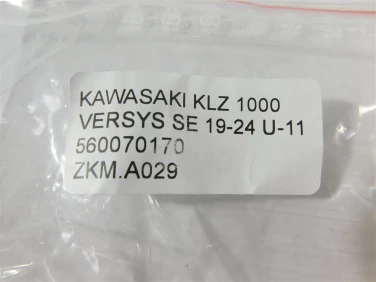 KAWASAKI KLZ 1000
VERSYS SE 19-24 U-11
560070170
ZKM.A029